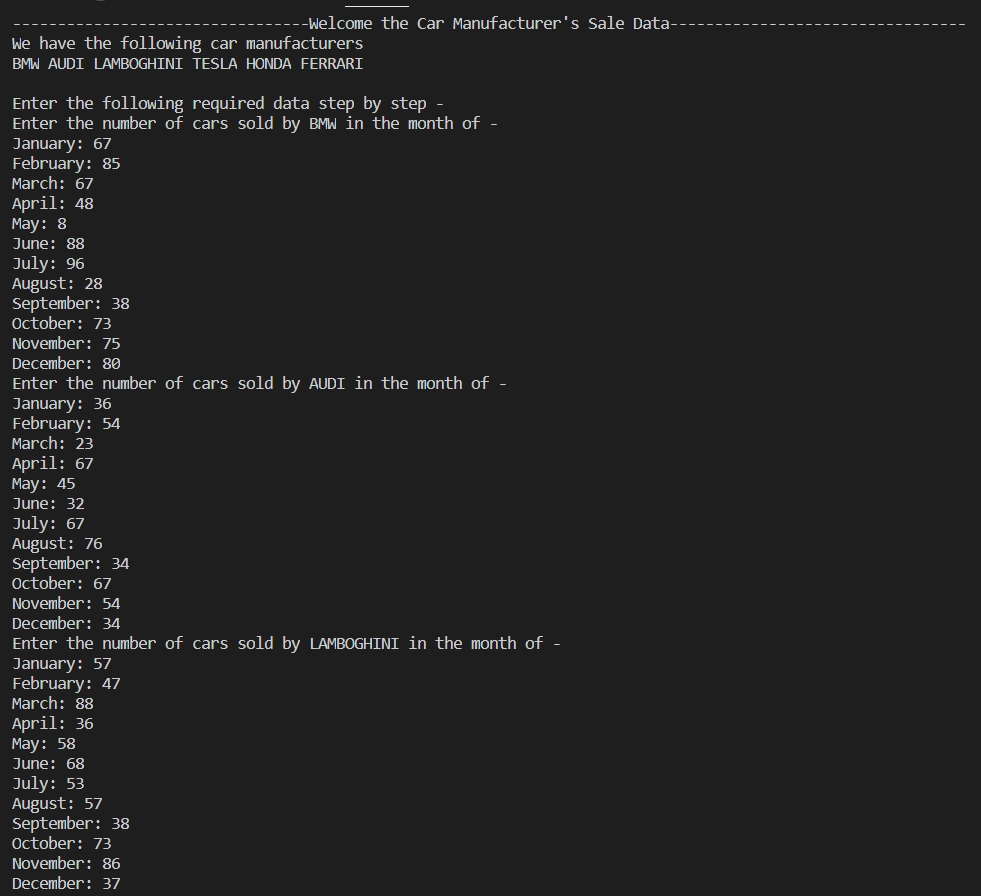 ---------------------------------Welcome the Car Manufacturer's Sale Data---------------------------------
We have the following car manufacturers
BMW AUDI LAMBOGHINI TESLA HONDA FERRARI
Enter the following required data step by step -
Enter the number of cars sold by BMW in the month of -
January: 67
February: 85
March: 67
April: 48
May: 8
June: 88
July: 96
August: 28
September: 38
October: 73
November: 75
December: 80
Enter the number of cars sold by AUDI in the month of -
January: 36
February: 54
March: 23
April: 67
May: 45
June: 32
July: 67
August: 76
September: 34
October: 67
November: 54
December: 34
Enter the number of cars sold by LAMBOGHINI in the month of -
January: 57
February: 47
March: 88
April: 36
May: 58
June: 68
July: 53
August: 57
September: 38
October: 73
November: 86
December: 37